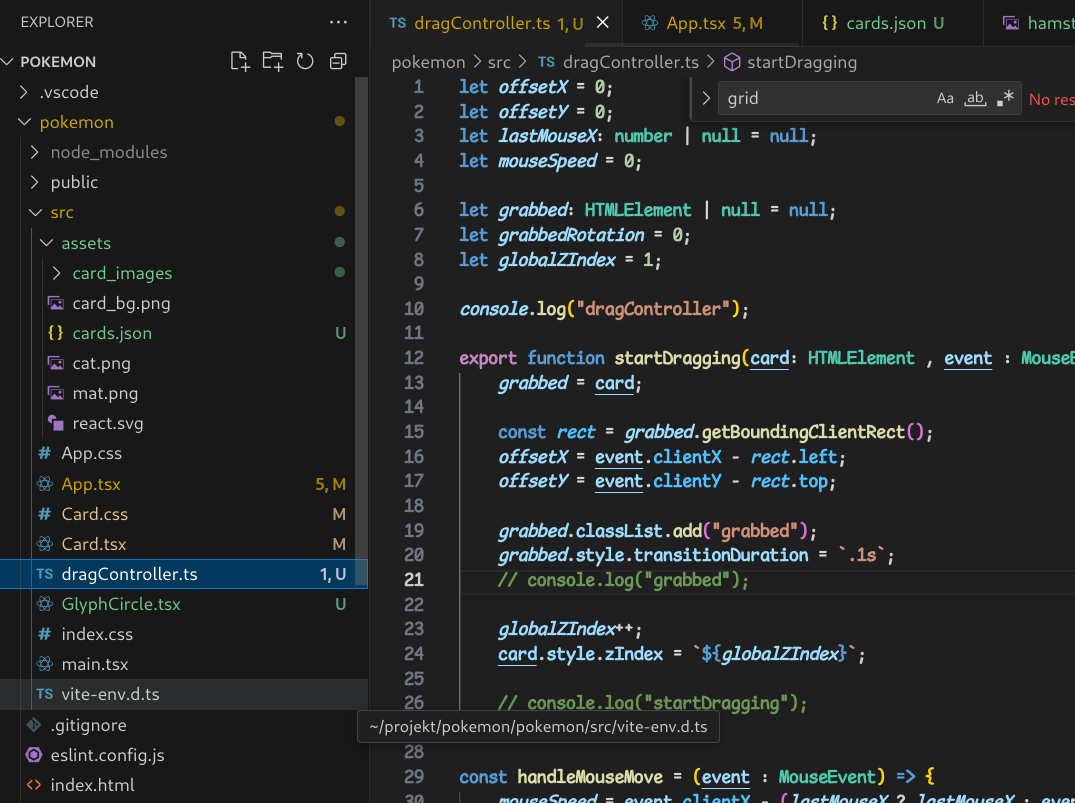 EXPLORER ...
POKEMON
.vscode
pokemon
node_modules
public
src
assets
card_images
card_bg.png
{} cards.json U
cat.png
mat.png
react.svg
# App.css
App.tsx 5, M
# Card.css M
Card.tsx M
TS dragController.ts 1, U
GlyphCircle.tsx U
# index.css
main.tsx
TS vite-env.d.ts
.gitignore
eslint.config.js
<> index.html
TS dragController.ts 1, U
App.tsx 5, M
{} cards.json U
hamst
pokemon > src > TS dragController.ts > startDragging
> grid Aa ab .* No res
1 let offsetX = 0;
2 let offsetY = 0;
3 let lastMouseX: number | null = null;
4 let mouseSpeed = 0;
5
6 let grabbed: HTMLElement | null = null;
7 let grabbedRotation = 0;
8 let globalZIndex = 1;
9
10 console.log("dragController");
11
12 export function startDragging(card: HTMLElement , event : MouseE
13 grabbed = card;
14
15 const rect = grabbed.getBoundingClientRect();
16 offsetX = event.clientX - rect.left;
17 offsetY = event.clientY - rect.top;
18
19 grabbed.classList.add("grabbed");
20 grabbed.style.transitionDuration = `.1s`;
21 // console.log("grabbed");
22
23 globalZIndex++;
24 card.style.zIndex = `${globalZIndex}`;
25
26 // console.log("startDragging");
~/projekt/pokemon/pokemon/src/vite-env.d.ts
28
29 const handleMouseMove = (event : MouseEvent) => {
30 mouseSpeed = event.clientX - (lastMouseX ? lastMouseX : eve